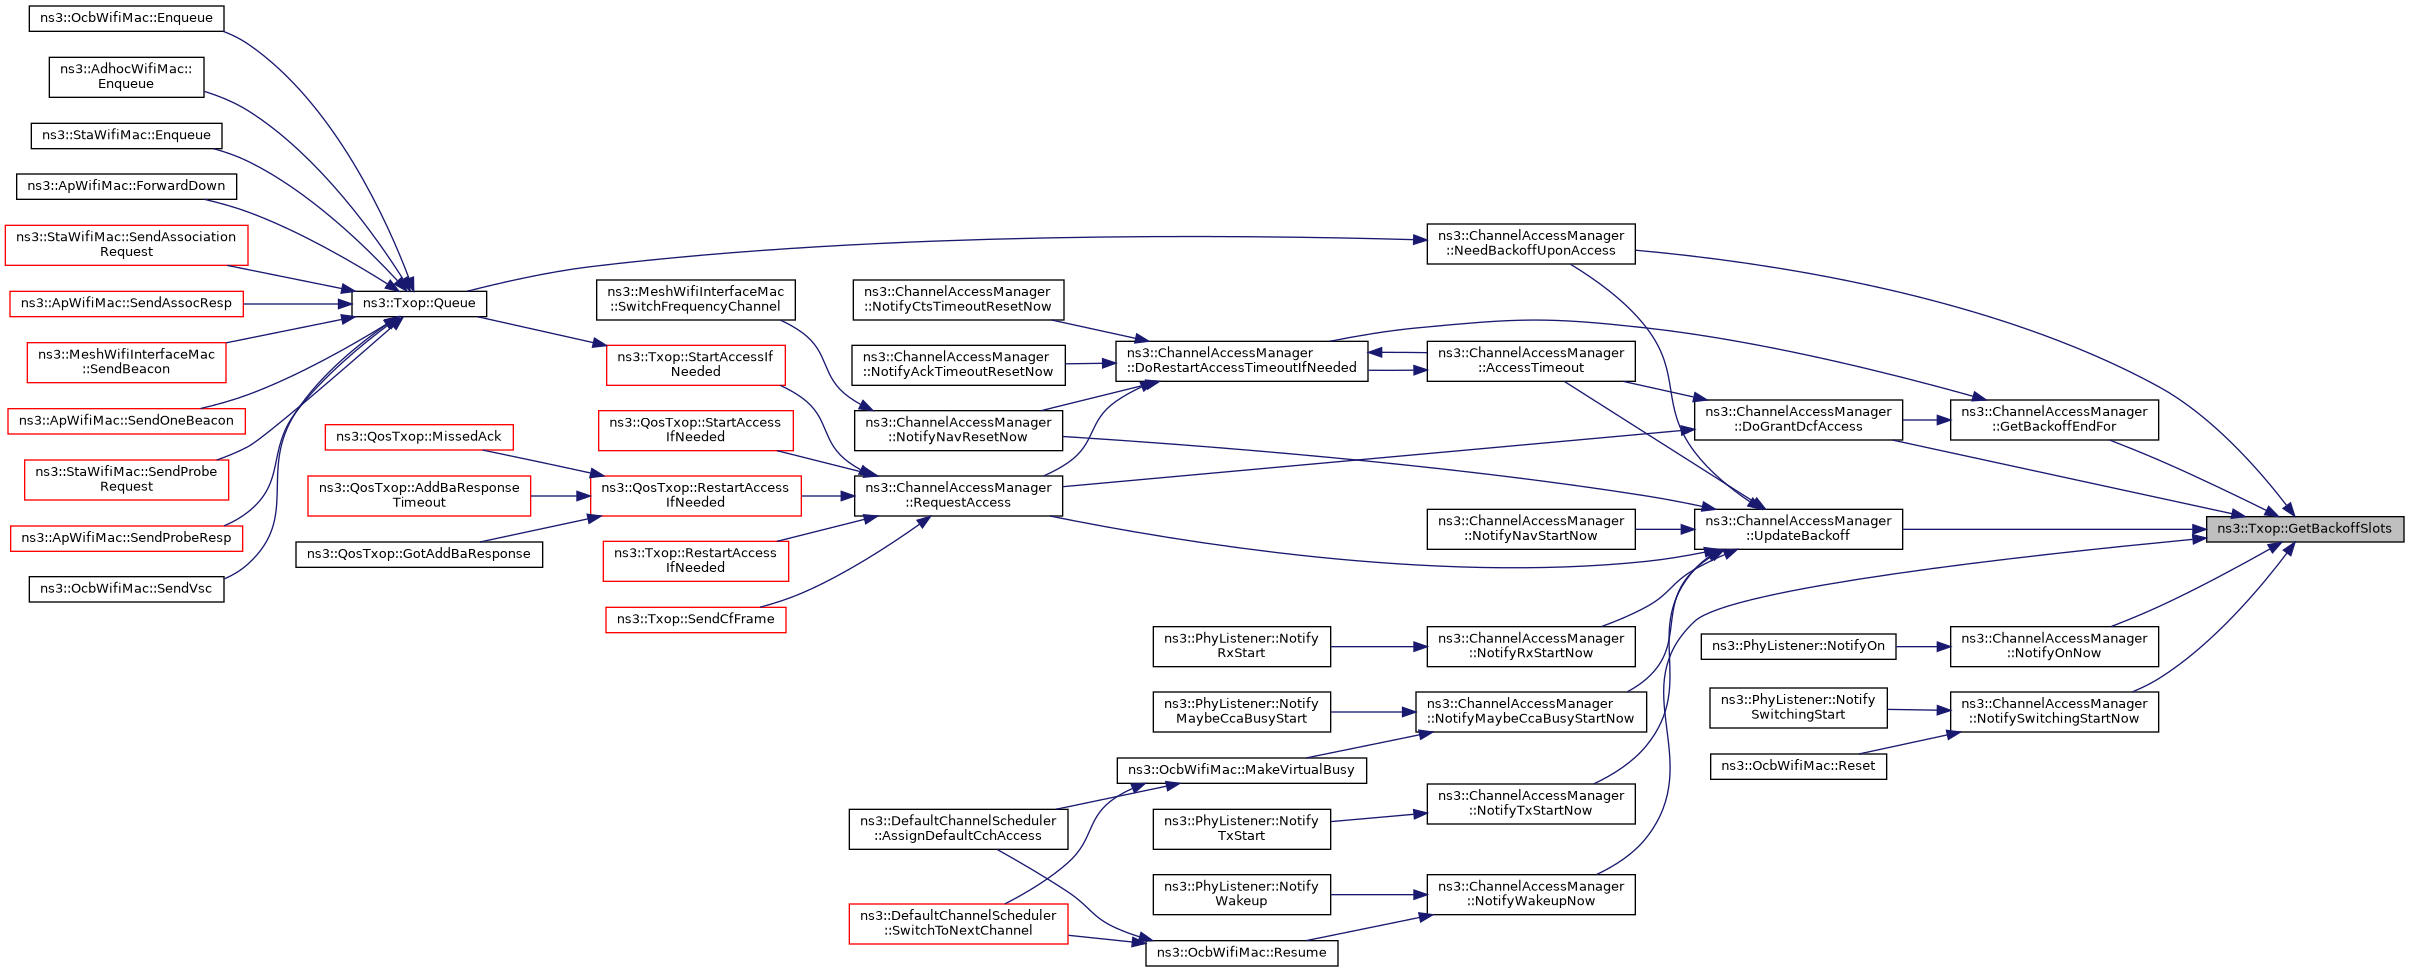 ns3::OcbWifiMac::Enqueue
ns3::AdhocWifiMac::
Enqueue
ns3::StaWifiMac::Enqueue
ns3::ApWifiMac::ForwardDown
ns3::StaWifiMac::SendAssociation
Request
ns3::ApWifiMac::SendAssocResp
ns3::MeshWifiInterfaceMac
::SendBeacon
ns3::ApWifiMac::SendOneBeacon
ns3::StaWifiMac::SendProbe
Request
ns3::ApWifiMac::SendProbeResp
ns3::OcbWifiMac::SendVsc
ns3::Txop::Queue
ns3::QosTxop::MissedAck
ns3::QosTxop::AddBaResponse
Timeout
ns3::QosTxop::GotAddBaResponse
ns3::MeshWifiInterfaceMac
::SwitchFrequencyChannel
ns3::Txop::StartAccessIf
Needed
ns3::QosTxop::StartAccess
IfNeeded
ns3::QosTxop::RestartAccess
IfNeeded
ns3::Txop::RestartAccess
IfNeeded
ns3::Txop::SendCfFrame
ns3::ChannelAccessManager
::NotifyCtsTimeoutResetNow
ns3::ChannelAccessManager
::NotifyAckTimeoutResetNow
ns3::ChannelAccessManager
::NotifyNavResetNow
ns3::ChannelAccessManager
::RequestAccess
ns3::DefaultChannelScheduler
::AssignDefaultCchAccess
ns3::DefaultChannelScheduler
::SwitchToNextChannel
ns3::ChannelAccessManager
::DoRestartAccessTimeoutIfNeeded
ns3::PhyListener::Notify
RxStart
ns3::PhyListener::Notify
MaybeCcaBusyStart
ns3::OcbWifiMac::MakeVirtualBusy
ns3::PhyListener::Notify
TxStart
ns3::PhyListener::Notify
Wakeup
ns3::OcbWifiMac::Resume
ns3::ChannelAccessManager
::NeedBackoffUponAccess
ns3::ChannelAccessManager
::AccessTimeout
ns3::ChannelAccessManager
::NotifyNavStartNow
ns3::ChannelAccessManager
::NotifyRxStartNow
ns3::ChannelAccessManager
::NotifyMaybeCcaBusyStartNow
ns3::ChannelAccessManager
::NotifyTxStartNow
ns3::ChannelAccessManager
::NotifyWakeupNow
ns3::ChannelAccessManager
::DoGrantDcfAccess
ns3::ChannelAccessManager
::UpdateBackoff
ns3::PhyListener::NotifyOn
ns3::PhyListener::Notify
SwitchingStart
ns3::OcbWifiMac::Reset
ns3::ChannelAccessManager
::GetBackoffEndFor
ns3::ChannelAccessManager
::NotifyOnNow
ns3::ChannelAccessManager
::NotifySwitchingStartNow
ns3::Txop::GetBackoffSlots